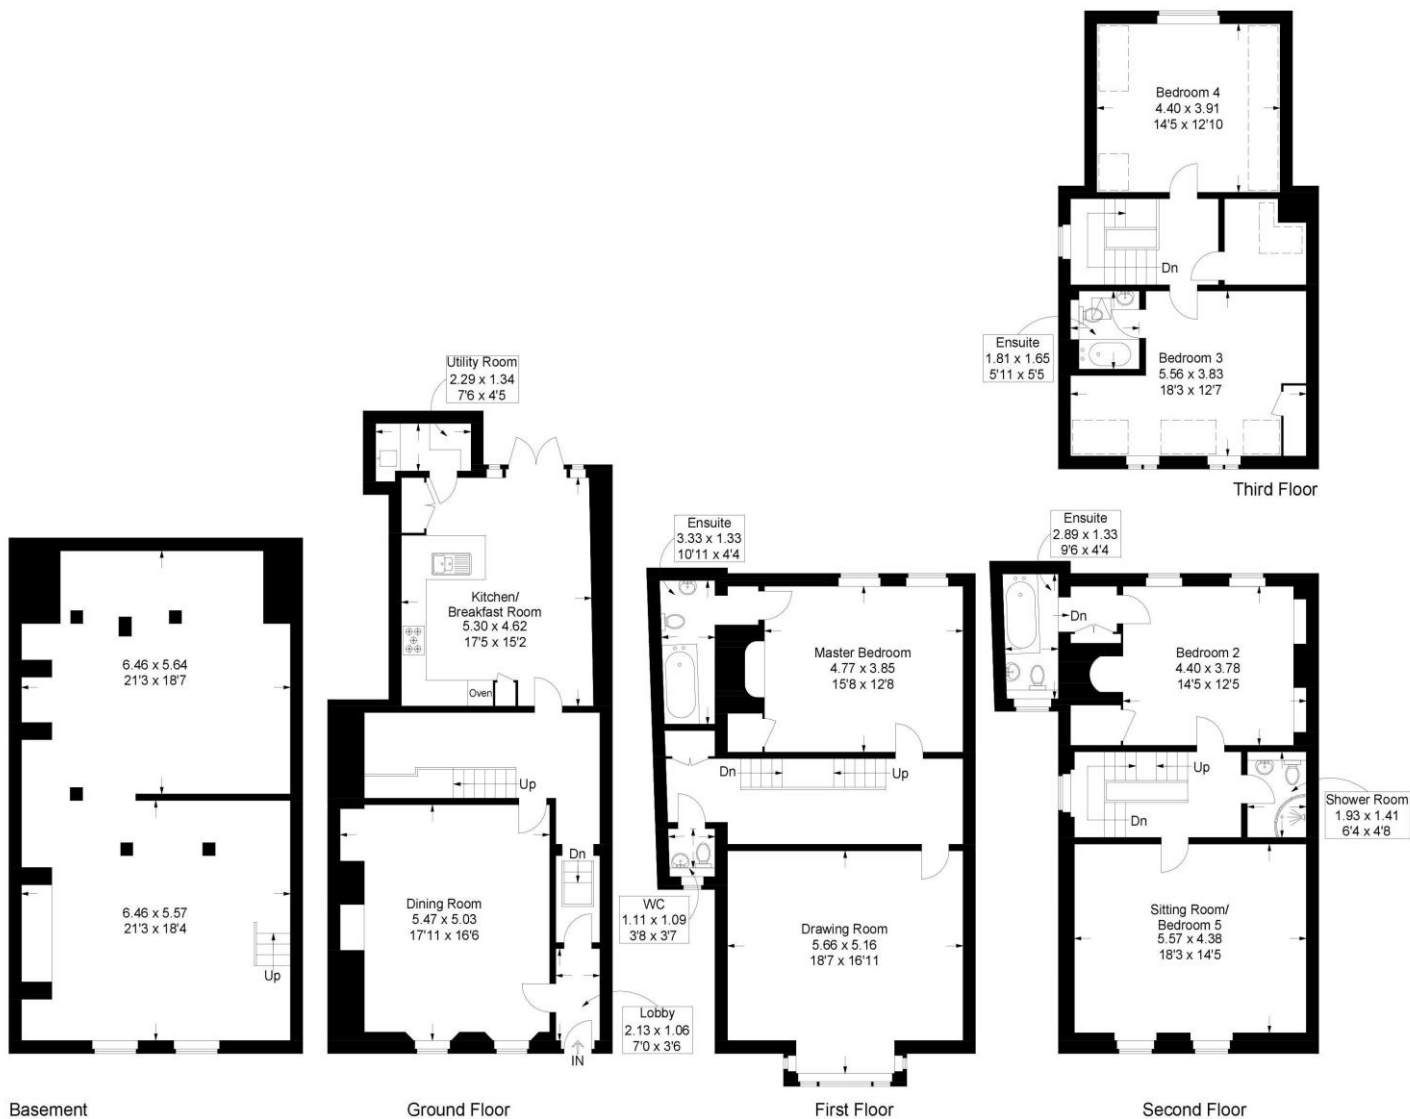 Bedroom 4
4.40 x 3.91
14'5 x 12'10
Dn
Ensuite
1.81 x 1.65
5'11 x 5'5
Bedroom 3
5.56 x 3.83
18'3 x 12'7
Third Floor
6.46 x 5.64
21'3 x 18'7
6.46 x 5.57
21'3 x 18'4
Up
Basement
Utility Room
2.29 x 1.34
7'6 x 4'5
Kitchen/
Breakfast Room
5.30 x 4.62
17'5 x 15'2
Oven
Up
Dn
Dining Room
5.47 x 5.03
17'11 x 16'6
Lobby
2.13 x 1.06
7'0 x 3'6
IN
Ground Floor
Ensuite
3.33 x 1.33
10'11 x 4'4
Master Bedroom
4.77 x 3.85
15'8 x 12'8
Dn
Up
WC
1.11 x 1.09
3'8 x 3'7
Drawing Room
5.66 x 5.16
18'7 x 16'11
First Floor
Ensuite
2.89 x 1.33
9'6 x 4'4
Dn
Bedroom 2
4.40 x 3.78
14'5 x 12'5
Up
Dn
Shower Room
1.93 x 1.41
6'4 x 4'8
Sitting Room/
Bedroom 5
5.57 x 4.38
18'3 x 14'5
Second Floor